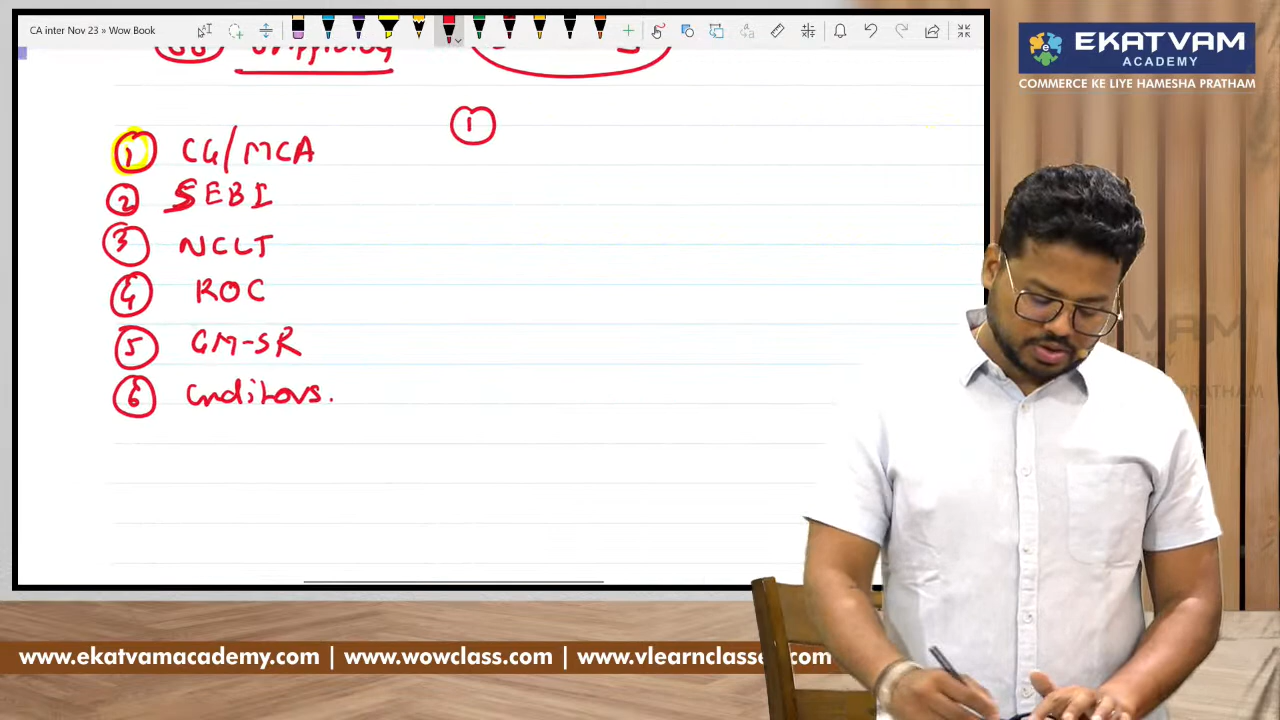 CA inter Nov 23 » Wow Book
EKATVAM
ACADEMY
COMMERCE KE LIYE HAMESHA PRATHAM
1
1 CG/MCA
2 SEBI
3 NCLT
4 ROC
5 GM-SR
6 Creditors.
www.ekatvamacademy.com | www.wowclass.com | www.vlearnclasse com